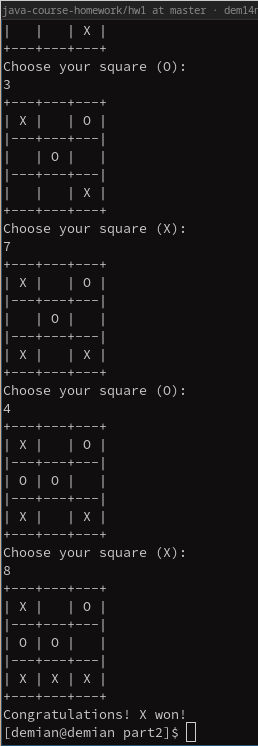 java-course-homework/hw1 at master · dem14n
|   |   | X |
+---+---+---+
Choose your square (O):
3
+---+---+---+
| X |   | O |
|---+---+---|
|   | O |   |
|---+---+---|
|   |   | X |
+---+---+---+
Choose your square (X):
7
+---+---+---+
| X |   | O |
|---+---+---|
|   | O |   |
|---+---+---|
| X |   | X |
+---+---+---+
Choose your square (O):
4
+---+---+---+
| X |   | O |
|---+---+---|
| O | O |   |
|---+---+---|
| X |   | X |
+---+---+---+
Choose your square (X):
8
+---+---+---+
| X |   | O |
|---+---+---|
| O | O |   |
|---+---+---|
| X | X | X |
+---+---+---+
Congratulations! X won!
[demian@demian part2]$